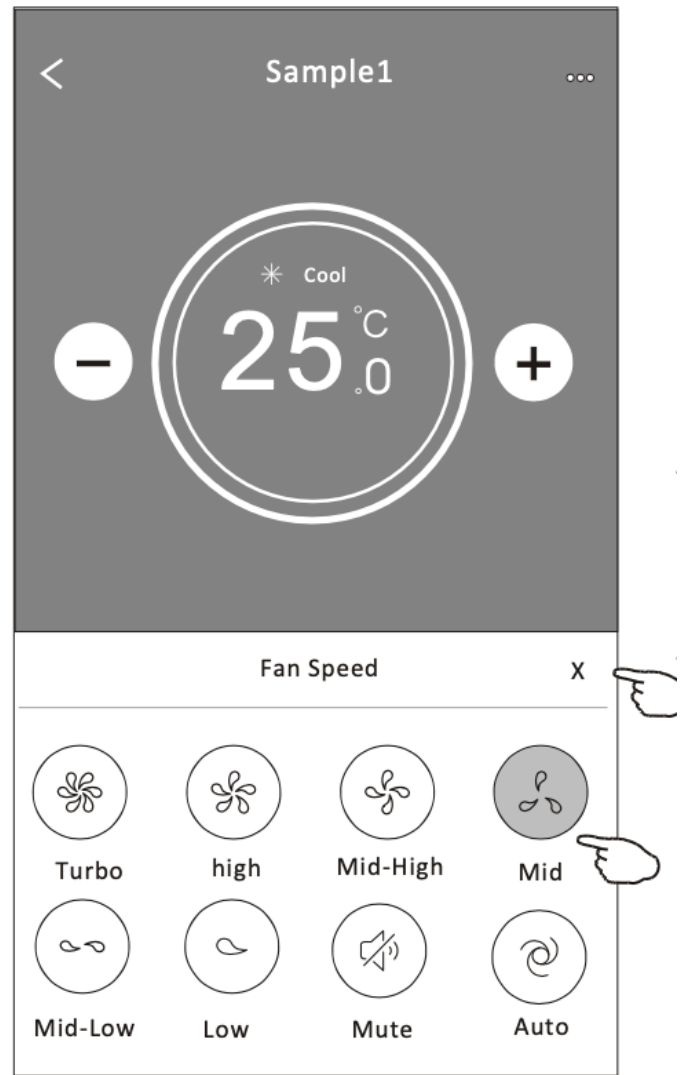 Sample1
Cool
25.0°C
Fan Speed X
Turbo high Mid-High Mid
Mid-Low Low Mute Auto